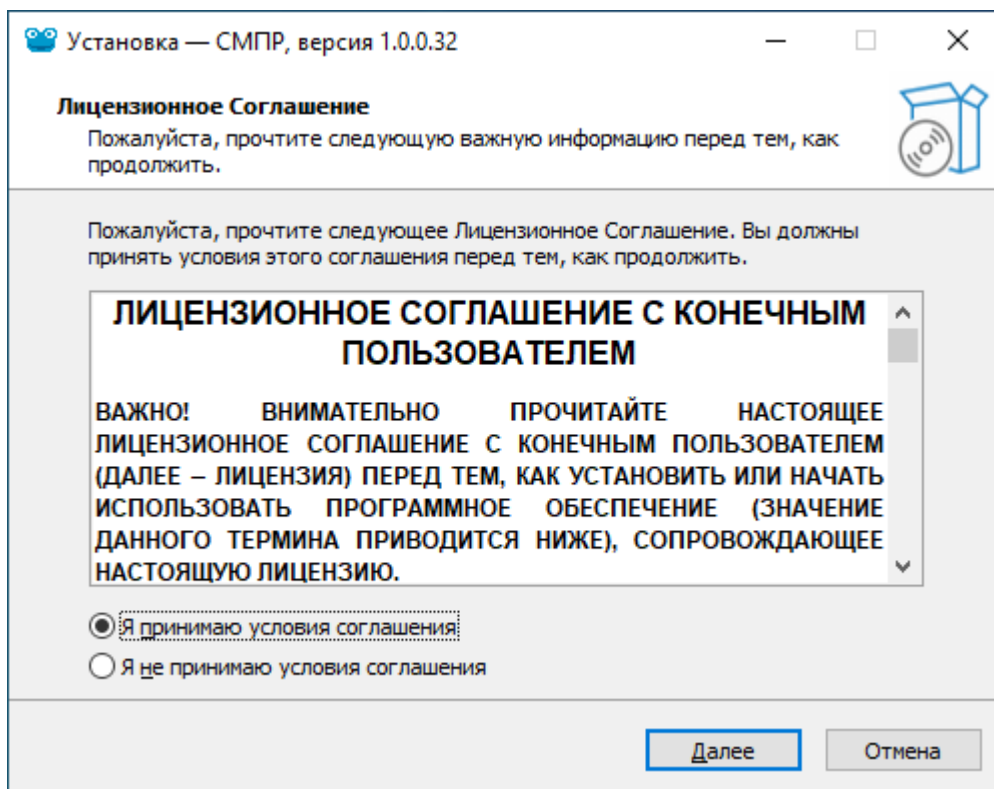 Установка — СМПР, версия 1.0.0.32
Лицензионное Соглашение
Пожалуйста, прочтите следующую важную информацию перед тем, как
продолжить.
Пожалуйста, прочтите следующее Лицензионное Соглашение. Вы должны
принять условия этого соглашения перед тем, как продолжить.
ЛИЦЕНЗИОННОЕ СОГЛАШЕНИЕ С КОНЕЧНЫМ
ПОЛЬЗОВАТЕЛЕМ
ВАЖНО! ВНИМАТЕЛЬНО ПРОЧИТАЙТЕ НАСТОЯЩЕЕ
ЛИЦЕНЗИОННОЕ СОГЛАШЕНИЕ С КОНЕЧНЫМ ПОЛЬЗОВАТЕЛЕМ
(ДАЛЕЕ – ЛИЦЕНЗИЯ) ПЕРЕД ТЕМ, КАК УСТАНОВИТЬ ИЛИ НАЧАТЬ
ИСПОЛЬЗОВАТЬ ПРОГРАММНОЕ ОБЕСПЕЧЕНИЕ (ЗНАЧЕНИЕ
ДАННОГО ТЕРМИНА ПРИВОДИТСЯ НИЖЕ), СОПРОВОЖДАЮЩЕЕ
НАСТОЯЩУЮ ЛИЦЕНЗИЮ.
Я принимаю условия соглашения
Я не принимаю условия соглашения
Далее
Отмена